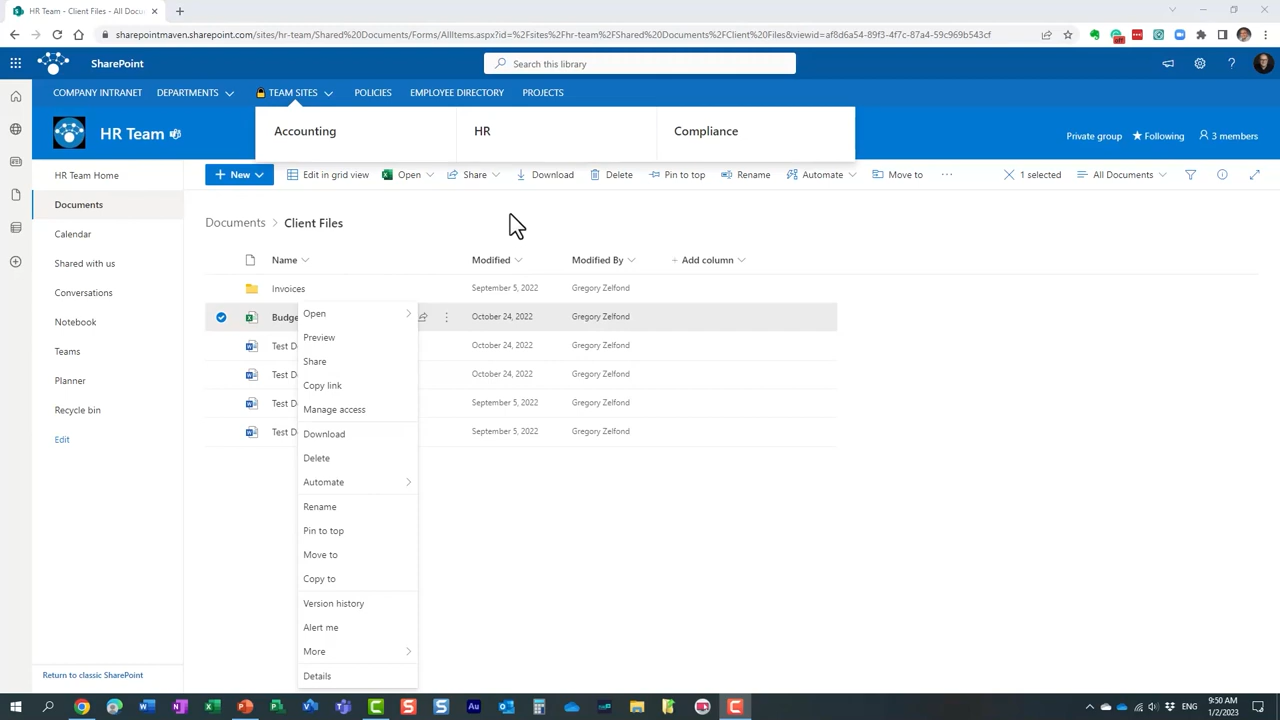 HR Team - Client Files - All Docu
sharepointmaven.sharepoint.com/sites/hr-team/Shared%20Documents/Forms/AllItems.aspx?id=%2Fsites%2Fhr-team%2FShared%20Documents%2FClient%20Files&viewid=af8d6a54-89f3-4f7c-87a4-59c969b543cf
SharePoint
Search this library
COMPANY INTRANET DEPARTMENTS TEAM SITES POLICIES EMPLOYEE DIRECTORY PROJECTS
Accounting HR Compliance
HR Team
Private group Following 3 members
New Edit in grid view Open Share Download Delete Pin to top Rename Automate Move to 1 selected All Documents
HR Team Home
Documents
Calendar
Shared with us
Conversations
Notebook
Teams
Planner
Recycle bin
Edit
Return to classic SharePoint
Documents > Client Files
Name Modified Modified By + Add column
Invoices September 5, 2022 Gregory Zelfond
Budge October 24, 2022 Gregory Zelfond
Test D October 24, 2022 Gregory Zelfond
Test D October 24, 2022 Gregory Zelfond
Test D September 5, 2022 Gregory Zelfond
Test D September 5, 2022 Gregory Zelfond
Open
Preview
Share
Copy link
Manage access
Download
Delete
Automate
Rename
Pin to top
Move to
Copy to
Version history
Alert me
More
Details
9:50 AM
1/2/2023